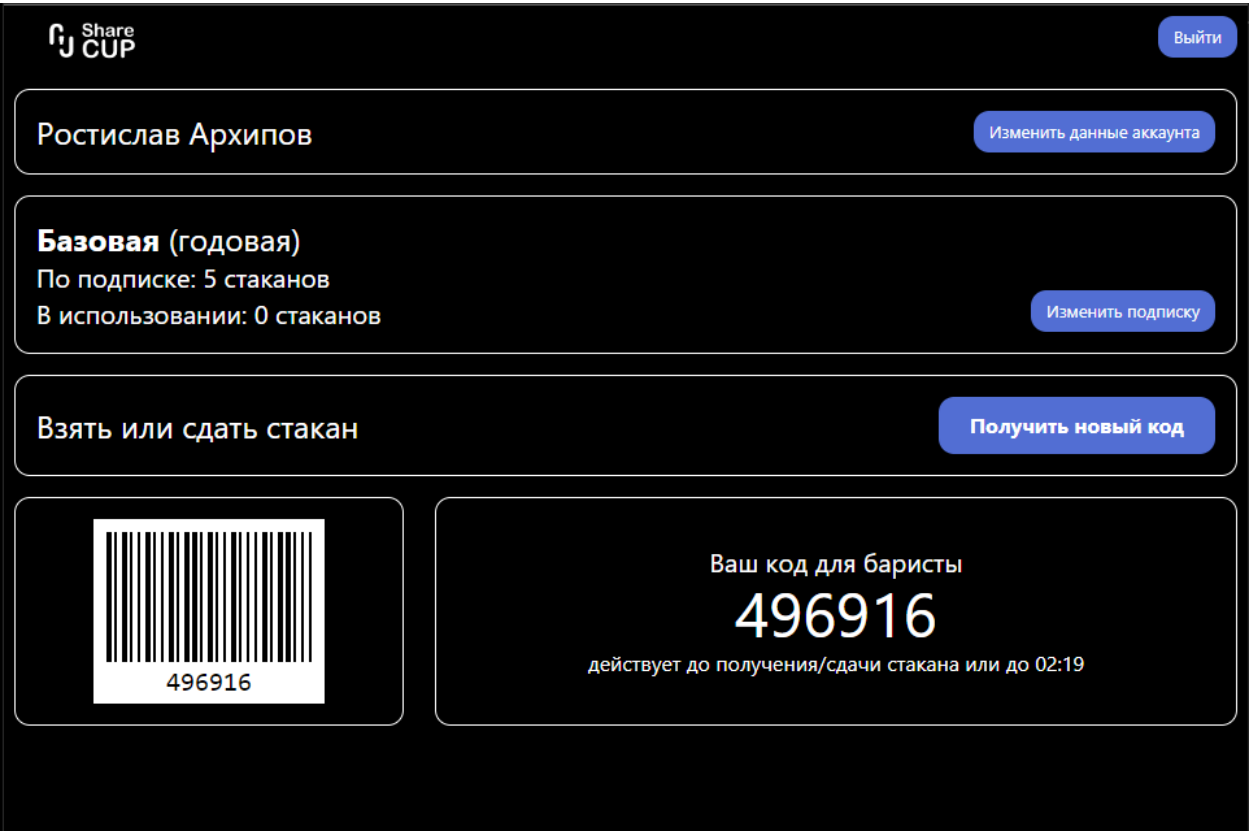 Share
CUP
Выйти
Ростислав Архипов
Изменить данные аккаунта
Базовая (годовая)
По подписке: 5 стаканов
В использовании: 0 стаканов
Изменить подписку
Взять или сдать стакан
Получить новый код
496916
Ваш код для баристы
496916
действует до получения/сдачи стакана или до 02:19